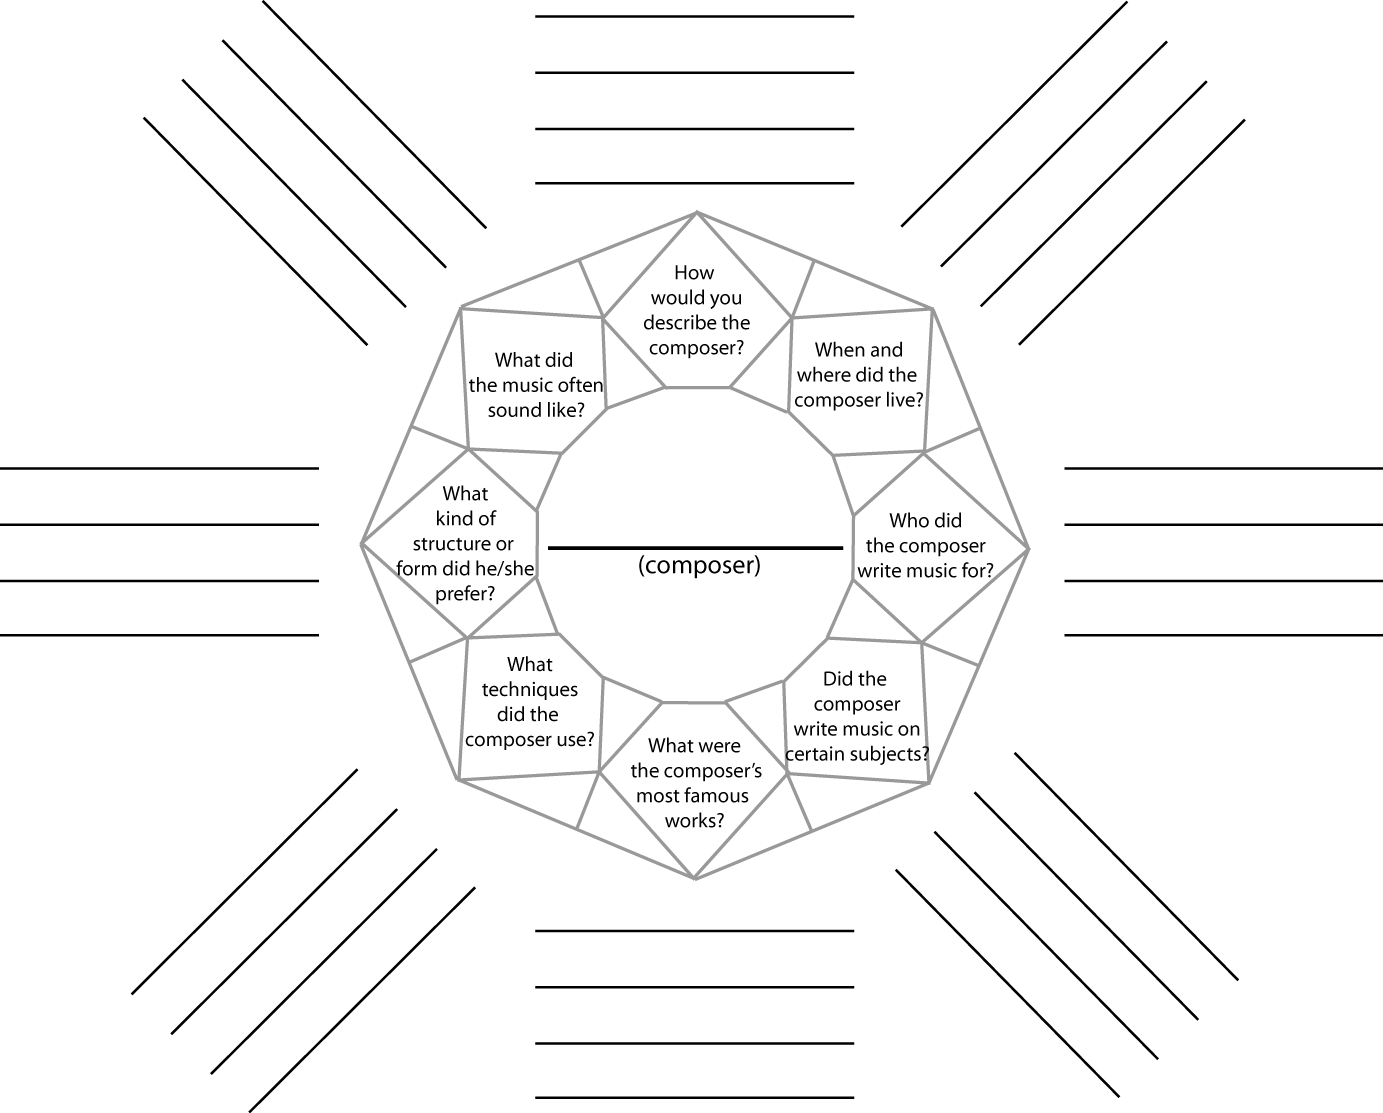 How
would you
describe the
composer?
When and
where did the
composer live?
Who did
the composer
write music for?
Did the
composer
write music on
certain subjects?
What were
the composer's
most famous
works?
What
techniques
did the
composer use?
What
kind of
structure or
form did he/she
prefer?
What did
the music often
sound like?
(composer)